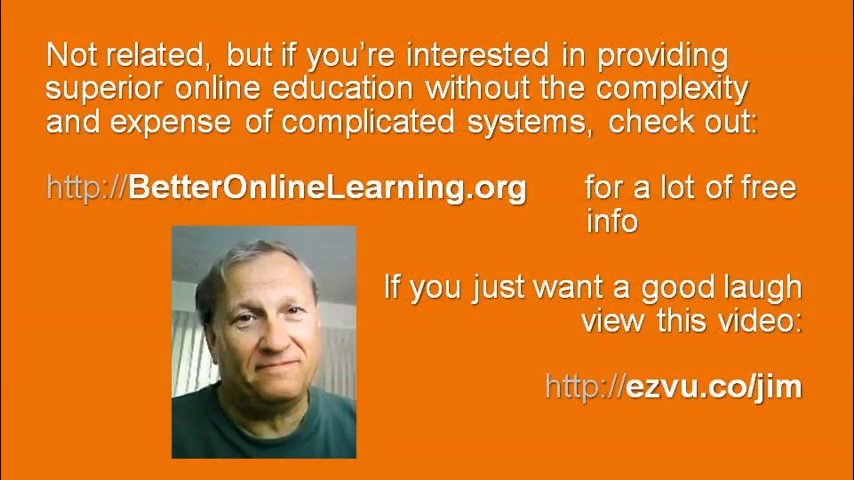 Not related, but if you’re interested in providing
superior online education without the complexity
and expense of complicated systems, check out:
http://BetterOnlineLearning.org for a lot of free
info
If you just want a good laugh
view this video:
http://ezvu.co/jim